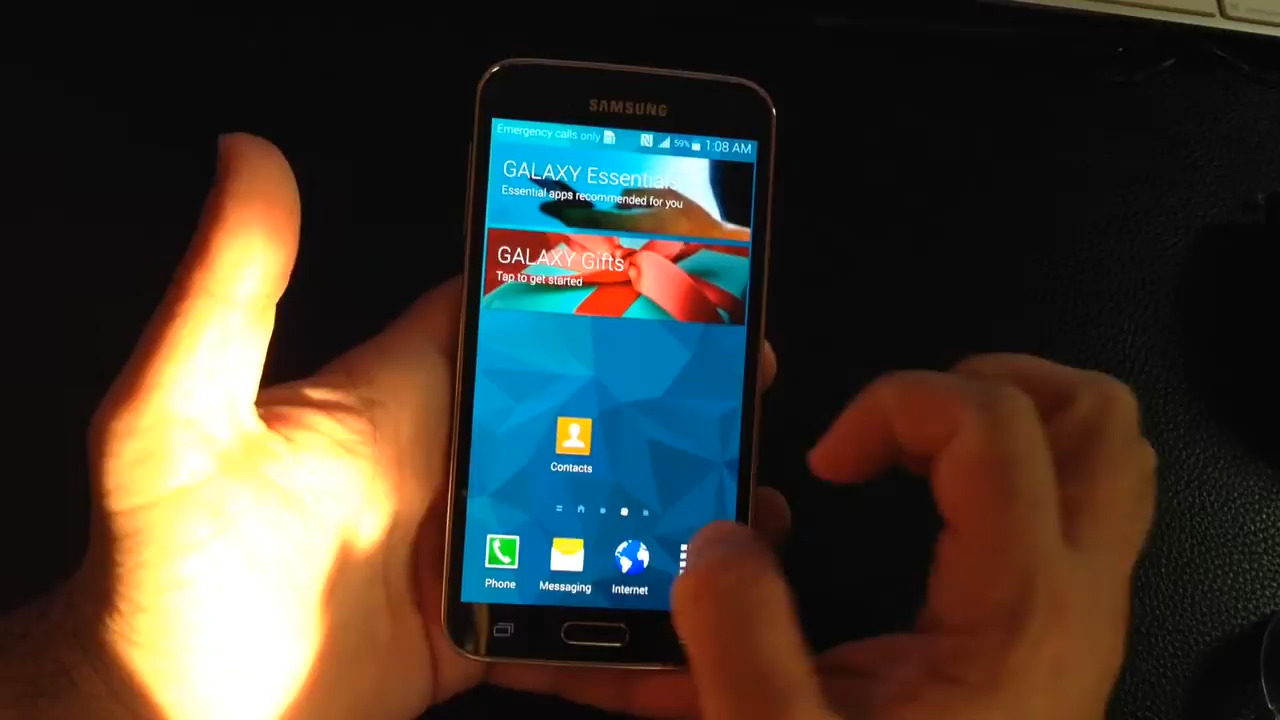 SAMSUNG
Emergency calls only 59% 1:08 AM
GALAXY Essentials
Essential apps recommended for you
GALAXY Gifts
Tap to get started
Contacts
Phone Messaging Internet